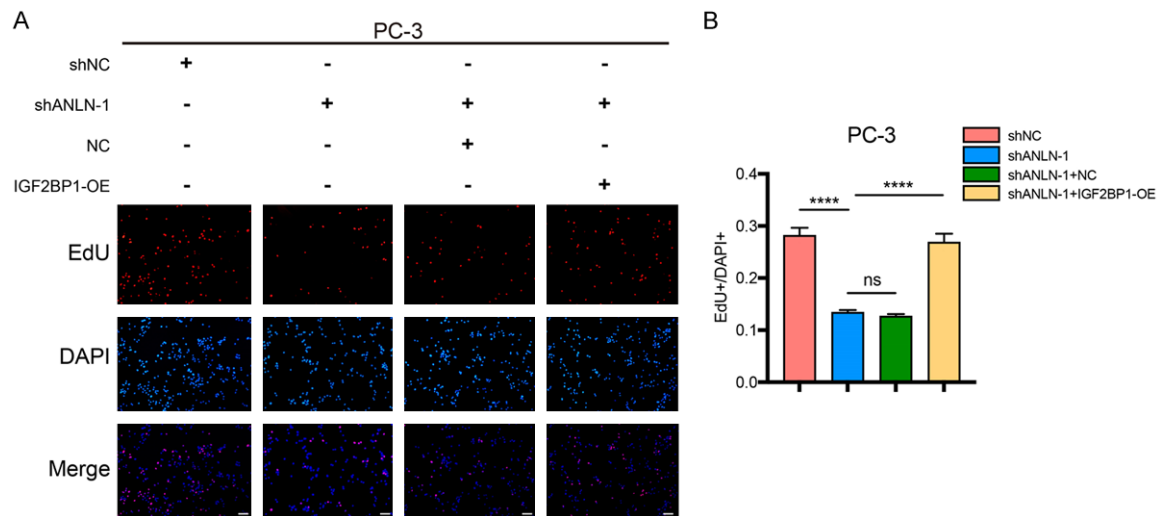 A
PC-3
shNC + - - -
shANLN-1 - + + +
NC - - + -
IGF2BP1-OE - - - +
EdU
DAPI
Merge
B
PC-3
shNC
shANLN-1
shANLN-1+NC
shANLN-1+IGF2BP1-OE
EdU+/DAPI+
0.4
0.3
0.2
0.1
0.0
****
****
ns